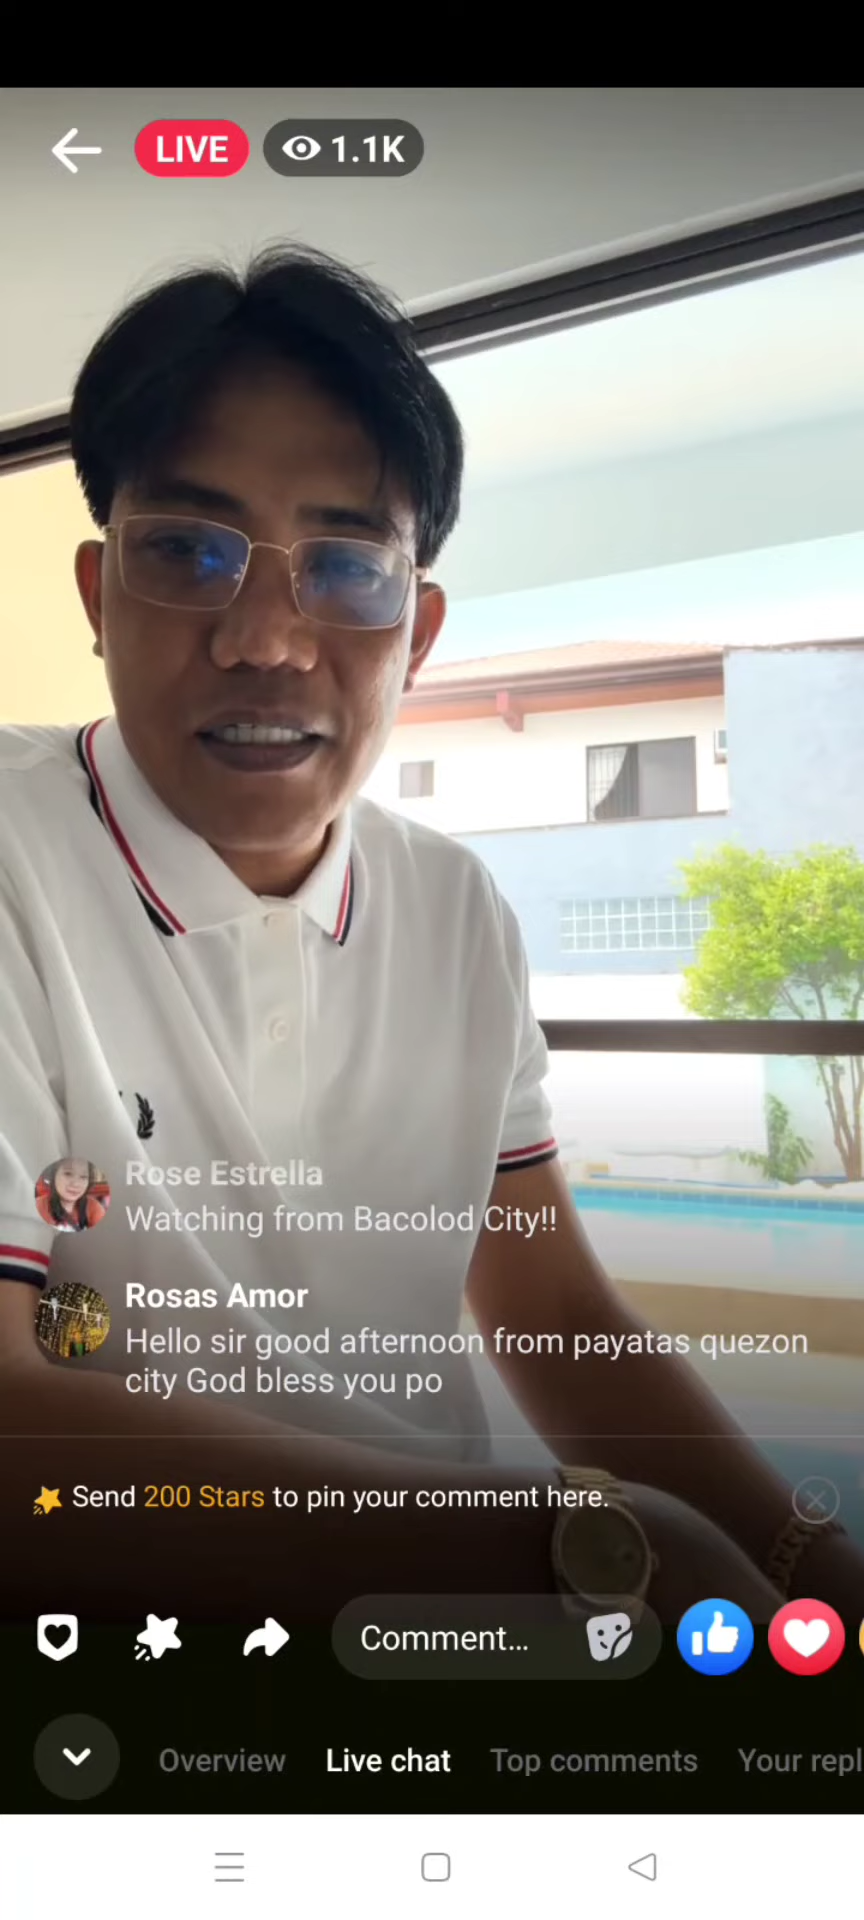 LIVE
1.1K
Rose Estrella
Watching from Bacolod City!!
Rosas Amor
Hello sir good afternoon from payatas quezon
city God bless you po
Send 200 Stars to pin your comment here.
Comment...
Overview Live chat Top comments Your repl